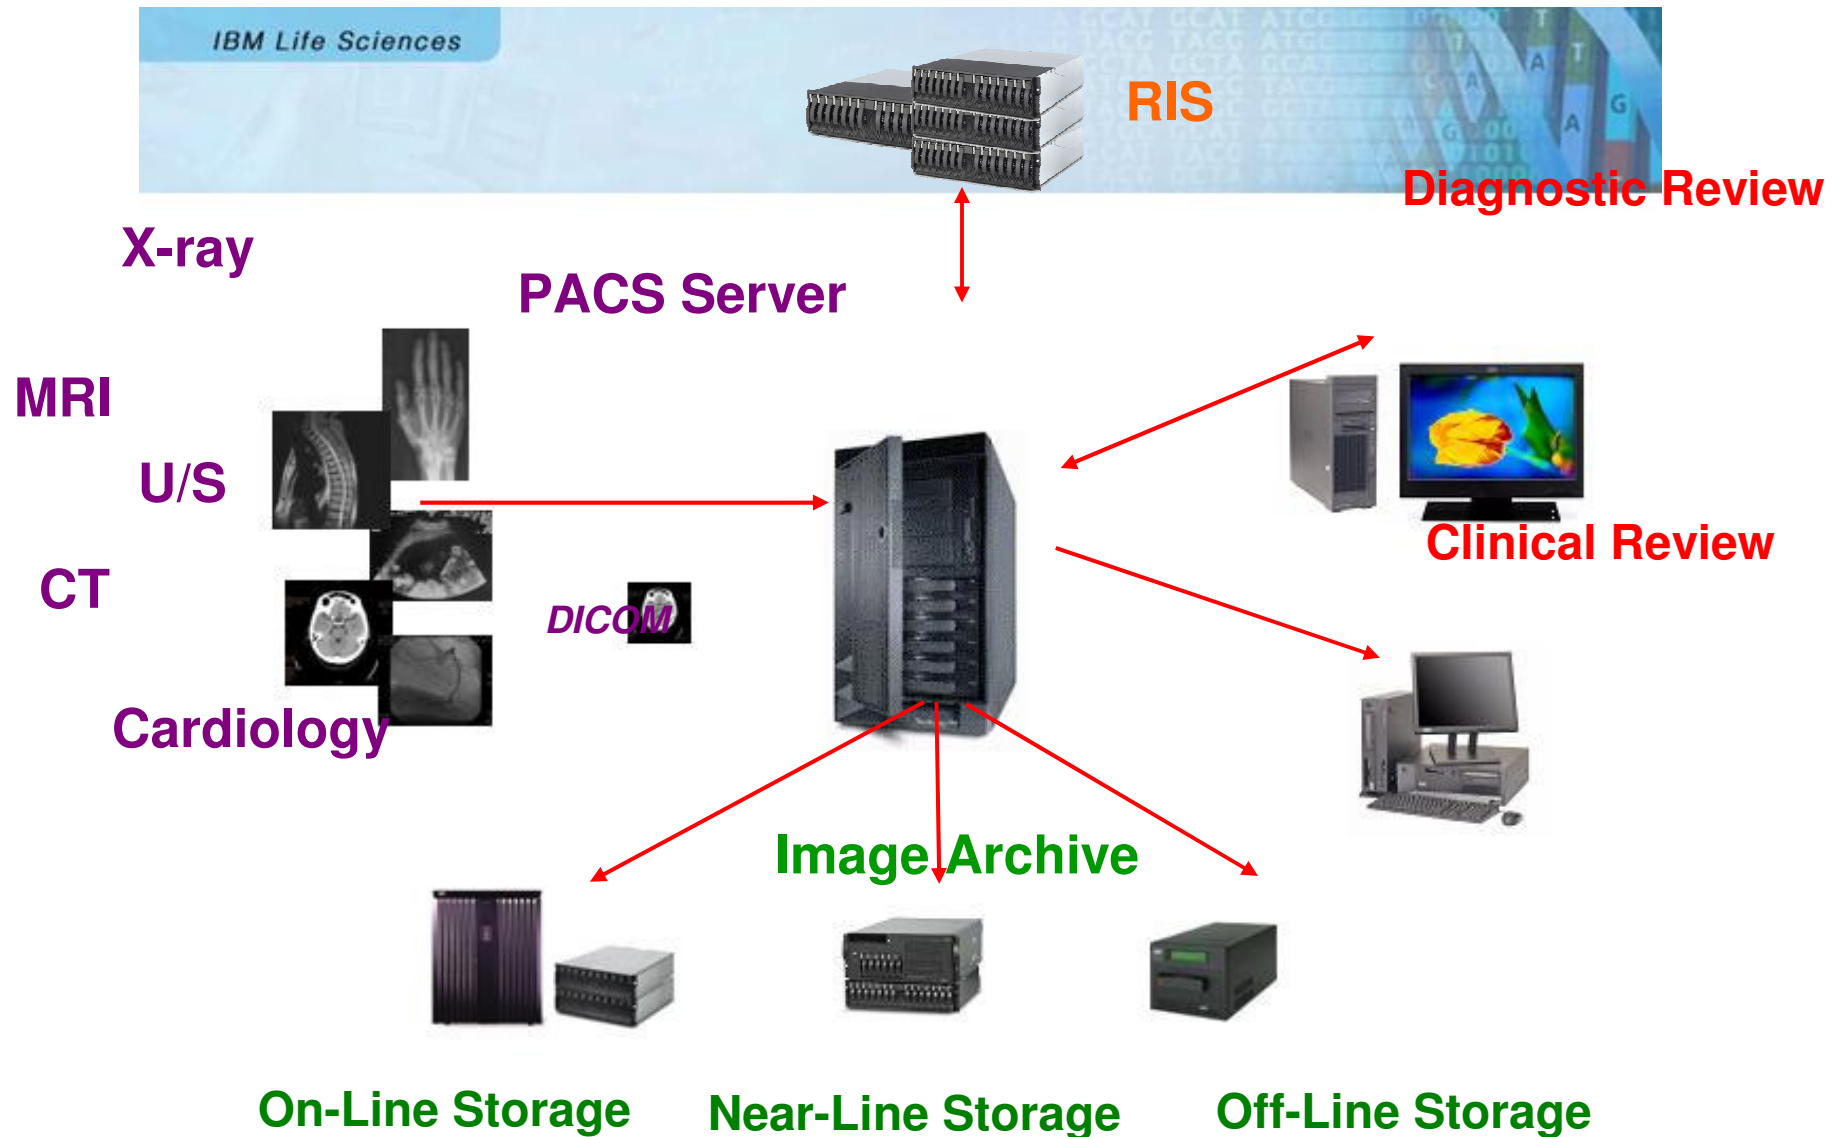 IBM Life Sciences
RIS
Diagnostic Review
X-ray
PACS Server
MRI
U/S
Clinical Review
CT
DICOM
Cardiology
Image Archive
On-Line Storage
Near-Line Storage
Off-Line Storage